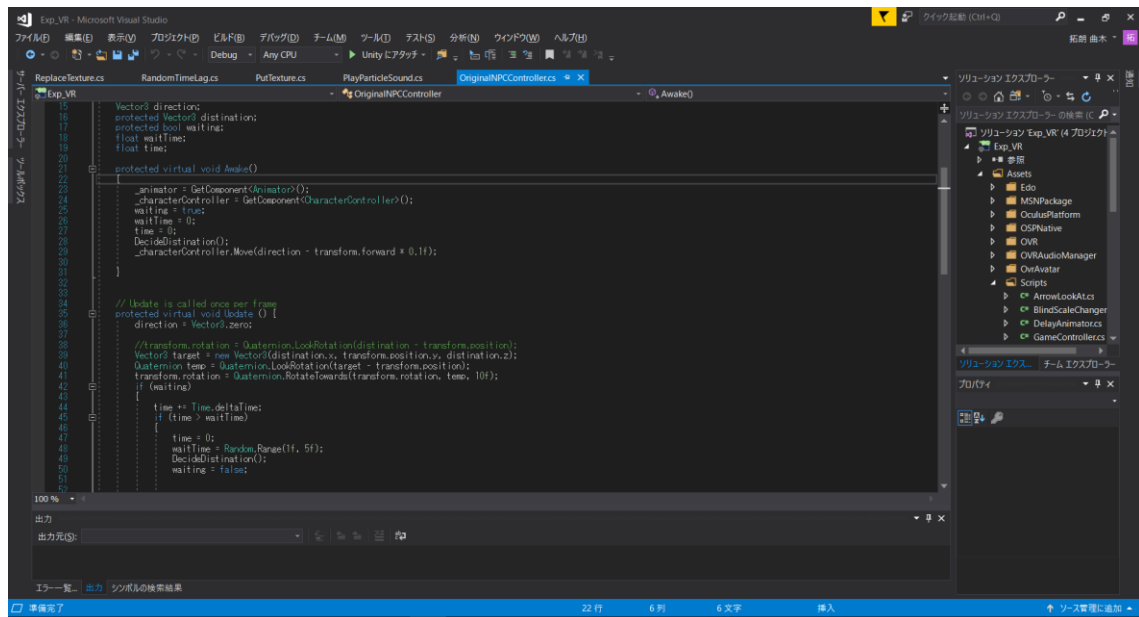 Exp_VR - Microsoft Visual Studio
クイック起動 (Ctrl+Q)
ファイル(F) 編集(E) 表示(V) プロジェクト(P) ビルド(B) デバッグ(D) チーム(M) ツール(T) テスト(S) 分析(N) ウィンドウ(W) ヘルプ(H)
拓朗 曲木 拓
Debug Any CPU Unity にアタッチ
サーバー エクスプローラー ツールボックス
ReplaceTexture.cs RandomTimeLag.cs PutTexture.cs PlayParticleSound.cs OriginalNPCController.cs
Exp_VR OriginalNPCController Awake()
15 Vector3 direction;
16 protected Vector3 distination;
17 protected bool waiting;
18 float waitTime;
19 float time;
20
21 protected virtual void Awake()
22 {
23 _animator = GetComponent<Animator>();
24 _characterController = GetComponent<CharacterController>();
25 waiting = true;
26 waitTime = 0;
27 time = 0;
28 DecideDistination();
29 _characterController.Move(direction - transform.forward * 0.1f);
30
31 }
32
33
34 // Update is called once per frame
35 protected virtual void Update () {
36 direction = Vector3.zero;
37
38 //transform.rotation = Quaternion.LookRotation(distination - transform.position);
39 Vector3 target = new Vector3(distination.x, transform.position.y, distination.z);
40 Quaternion temp = Quaternion.LookRotation(target - transform.position);
41 transform.rotation = Quaternion.RotateTowards(transform.rotation, temp, 10f);
42 if (waiting)
43 {
44 time += Time.deltaTime;
45 if (time > waitTime)
46 {
47 time = 0;
48 waitTime = Random.Range(1f, 5f);
49 DecideDistination();
50 waiting = false;
51
52
100 %
出力
出力元(S):
エラー一覧... 出力 シンボルの検索結果
準備完了 22 行 6 列 6 文字 挿入 ソース管理に追加
ソリューション エクスプローラー
ソリューション エクスプローラー の検索 (C
ソリューション 'Exp_VR' (4 プロジェクト
Exp_VR
参照
Assets
Edo
MSNPackage
OculusPlatform
OSPNative
OVR
OVRAudioManager
OvrAvatar
Scripts
C# ArrowLookAt.cs
C# BlindScaleChanger
C# DelayAnimator.cs
C# GameController.cs
ソリューション エクス... チーム エクスプローラー
プロパティ
通知